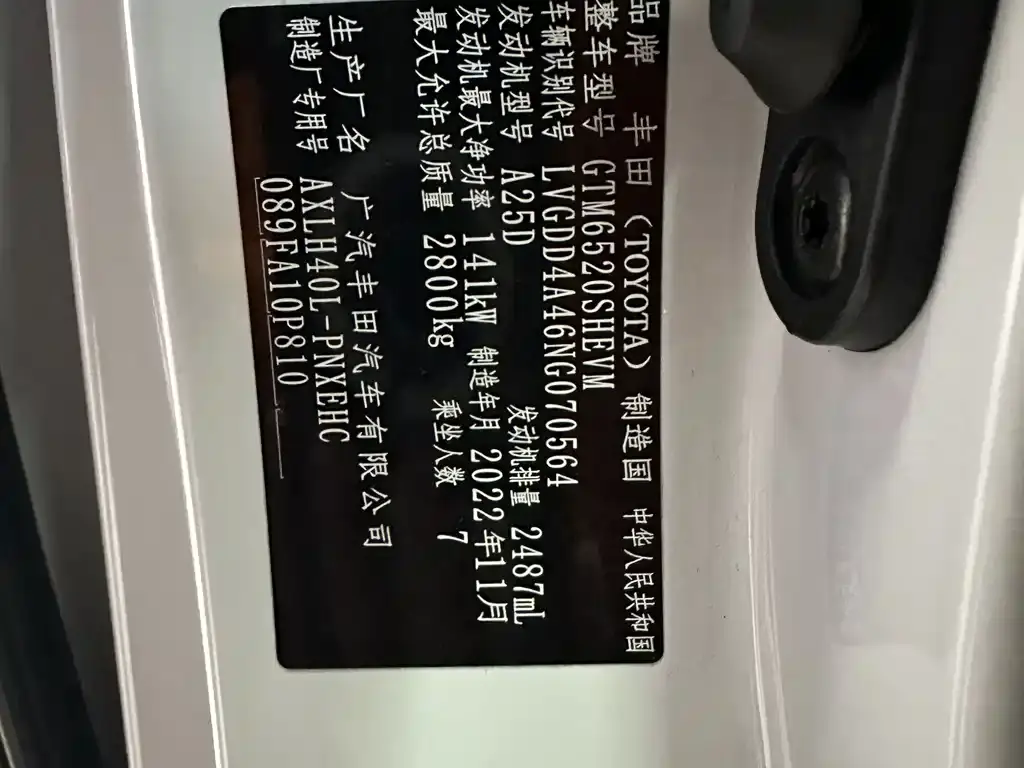 品牌 丰田(TOYOTA) 制造国 中华人民共和国
整车型号 GTM6520SHEVM
车辆识别代号 LVGDD4A46NG070564
发动机型号 A25D 发动机排量 2487mL
发动机最大净功率 141kW 制造年月 2022年11月
最大允许总质量 2800kg 乘坐人数 7
生产厂名 广汽丰田汽车有限公司
制造厂专用号 AXLH40L-PNXEHC
089FA10P810